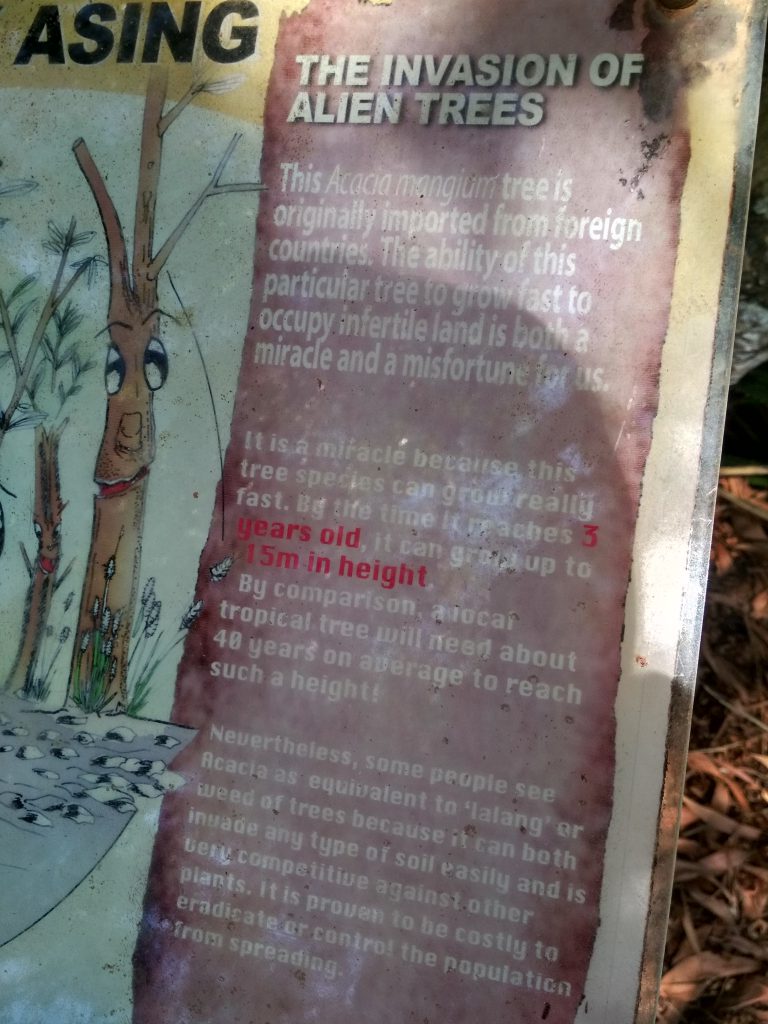 ASING
THE INVASION OF
ALIEN TREES
This Acacia mangium tree is
originally imported from foreign
countries. The ability of this
particular tree to grow fast to
occupy infertile land is both a
miracle and a misfortune for us.
It is a miracle because this
tree species can grow really
fast. By the time it reaches 3
years old, it can grow up to
15m in height
By comparison, a local
tropical tree will need about
40 years on average to reach
such a height!
Nevertheless, some people see
Acacia as equivalent to 'lalang' or
weed of trees because it can both
invade any type of soil easily and is
very competitive against other
plants. It is proven to be costly to
eradicate or control the population
from spreading.